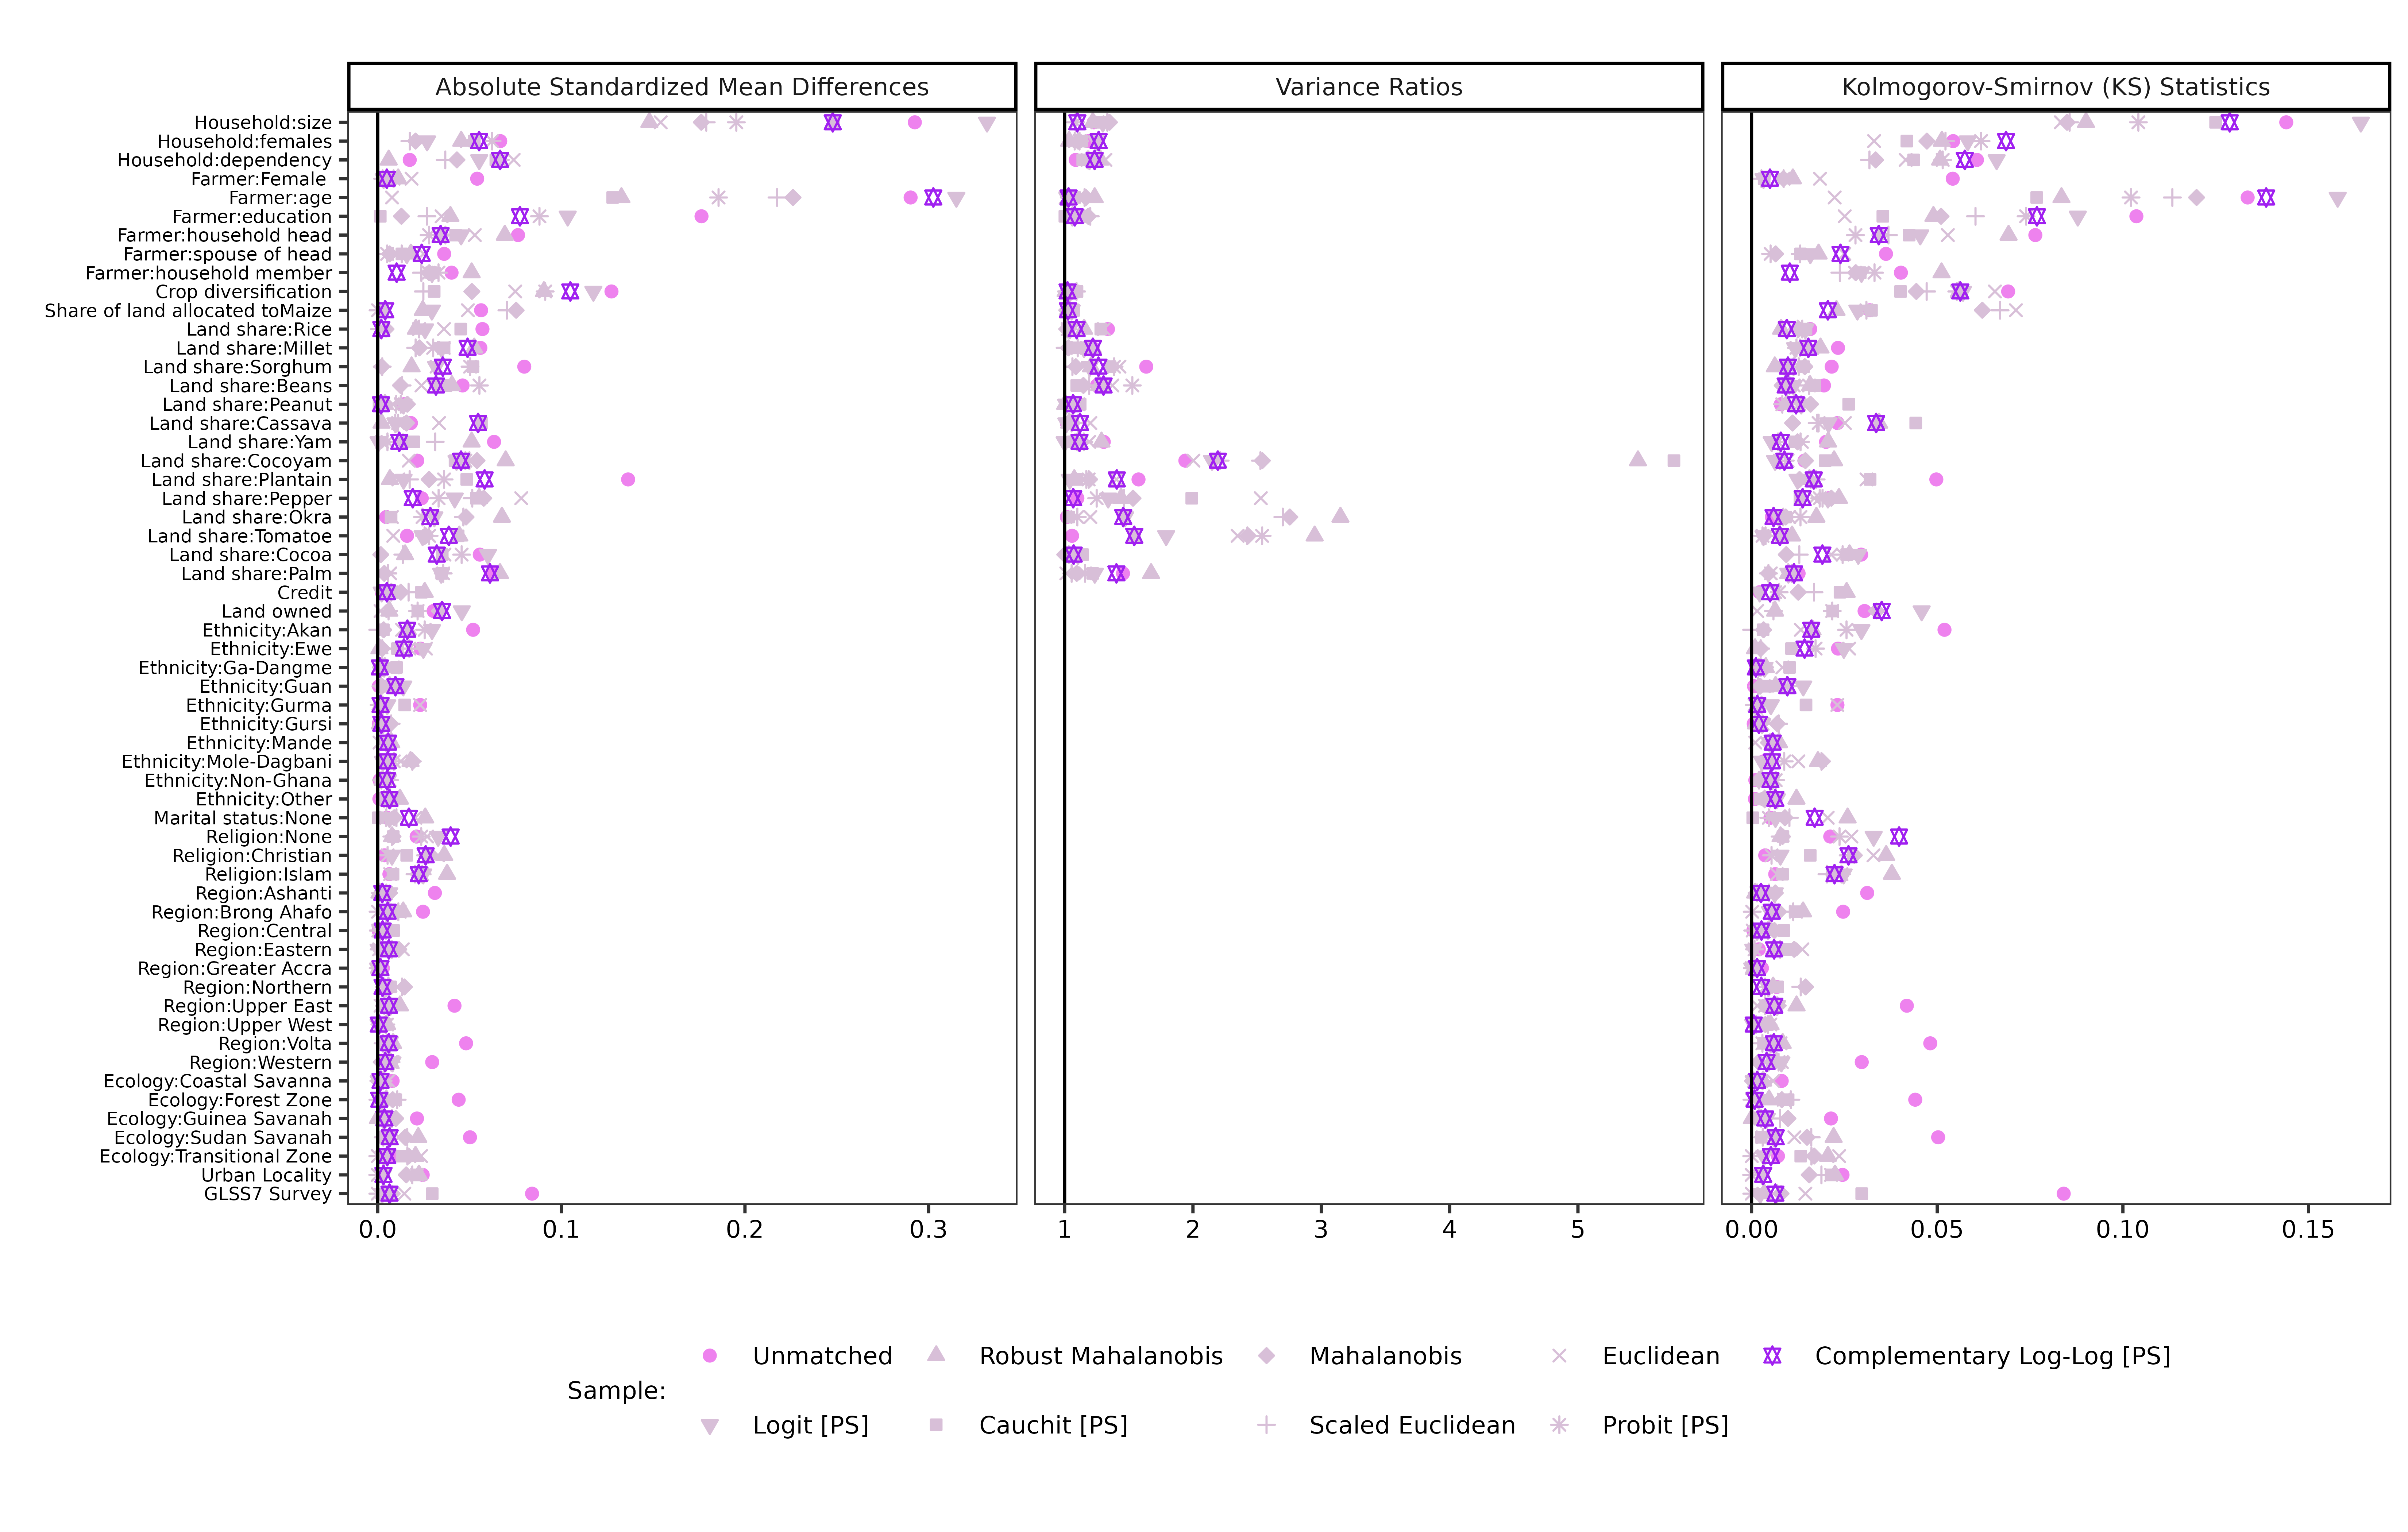 Absolute Standardized Mean Differences
Variance Ratios
Kolmogorov-Smirnov (KS) Statistics
Household:size
Household:females
Household:dependency
Farmer:Female
Farmer:age
Farmer:education
Farmer:household head
Farmer:spouse of head
Farmer:household member
Crop diversification
Share of land allocated toMaize
Land share:Rice
Land share:Millet
Land share:Sorghum
Land share:Beans
Land share:Peanut
Land share:Cassava
Land share:Yam
Land share:Cocoyam
Land share:Plantain
Land share:Pepper
Land share:Okra
Land share:Tomatoe
Land share:Cocoa
Land share:Palm
Credit
Land owned
Ethnicity:Akan
Ethnicity:Ewe
Ethnicity:Ga-Dangme
Ethnicity:Guan
Ethnicity:Gurma
Ethnicity:Gursi
Ethnicity:Mande
Ethnicity:Mole-Dagbani
Ethnicity:Non-Ghana
Ethnicity:Other
Marital status:None
Religion:None
Religion:Christian
Religion:Islam
Region:Ashanti
Region:Brong Ahafo
Region:Central
Region:Eastern
Region:Greater Accra
Region:Northern
Region:Upper East
Region:Upper West
Region:Volta
Region:Western
Ecology:Coastal Savanna
Ecology:Forest Zone
Ecology:Guinea Savanah
Ecology:Sudan Savanah
Ecology:Transitional Zone
Urban Locality
GLSS7 Survey
0.0 0.1 0.2 0.3
1 2 3 4 5
0.00 0.05 0.10 0.15
Sample:
Unmatched Robust Mahalanobis Mahalanobis Euclidean Complementary Log-Log [PS]
Logit [PS] Cauchit [PS] Scaled Euclidean Probit [PS]